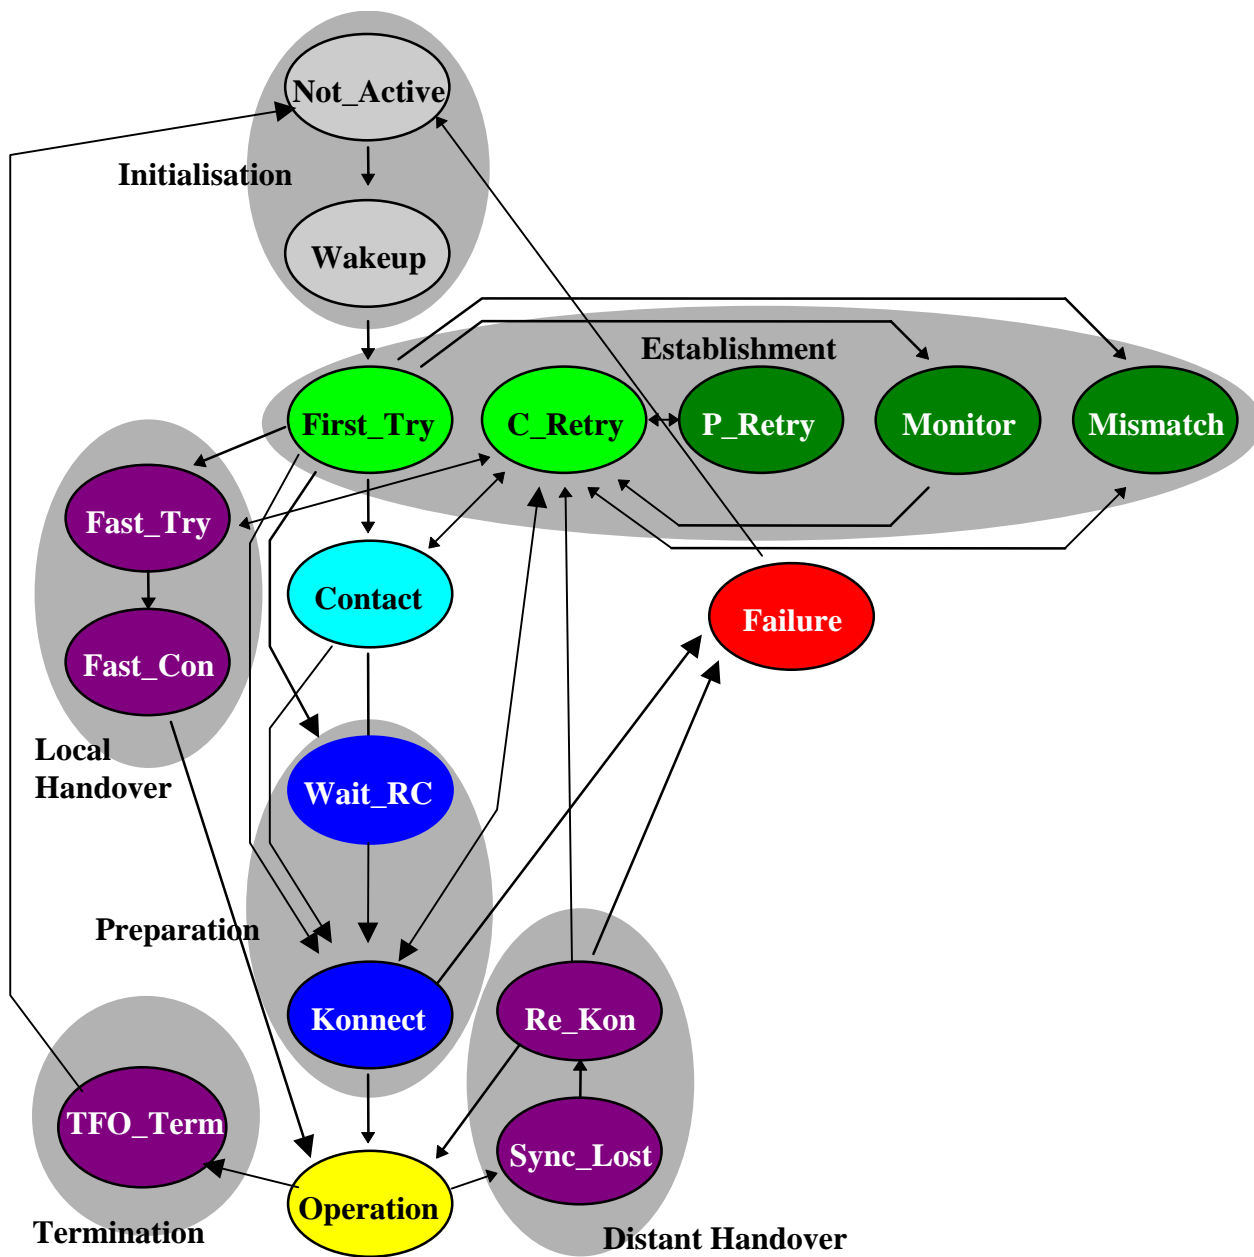 Not_Active
Initialisation
Wakeup
Establishment
First_Try
C_Retry
P_Retry
Monitor
Mismatch
Fast_Try
Contact
Failure
Fast_Con
Local
Handover
Wait_RC
Preparation
Konnect
Re_Kon
TFO_Term
Sync_Lost
Operation
Termination
Distant Handover